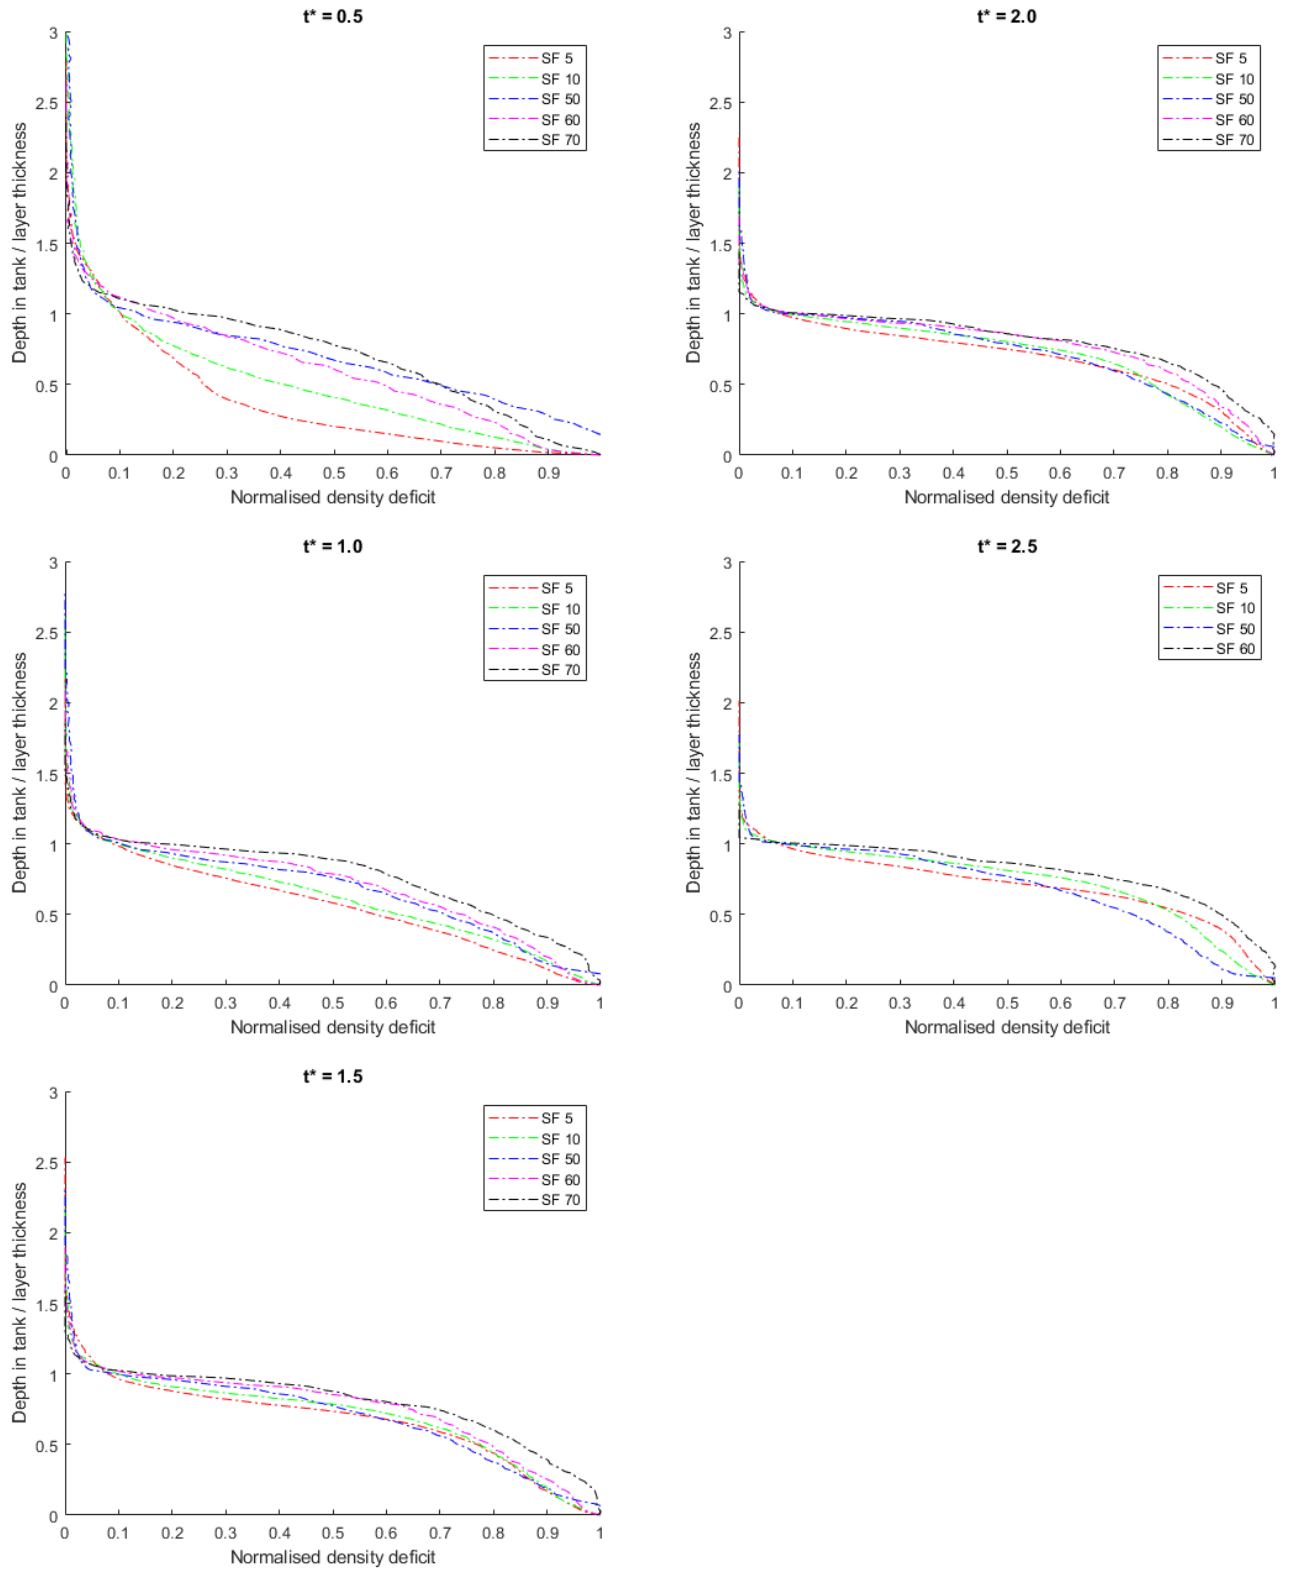 t* = 0.5
3
2.5
2
1.5
1
0.5
0
Depth in tank / layer thickness
SF 5
SF 10
SF 50
SF 60
SF 70
0 0.1 0.2 0.3 0.4 0.5 0.6 0.7 0.8 0.9
Normalised density deficit
t* = 2.0
3
2.5
2
1.5
1
0.5
0
Depth in tank / layer thickness
SF 5
SF 10
SF 50
SF 60
SF 70
0 0.1 0.2 0.3 0.4 0.5 0.6 0.7 0.8 0.9 1
Normalised density deficit
t* = 1.0
3
2.5
2
1.5
1
0.5
0
Depth in tank / layer thickness
SF 5
SF 10
SF 50
SF 60
SF 70
0 0.1 0.2 0.3 0.4 0.5 0.6 0.7 0.8 0.9 1
Normalised density deficit
t* = 2.5
3
2.5
2
1.5
1
0.5
0
Depth in tank / layer thickness
SF 5
SF 10
SF 50
SF 60
0 0.1 0.2 0.3 0.4 0.5 0.6 0.7 0.8 0.9 1
Normalised density deficit
t* = 1.5
3
2.5
2
1.5
1
0.5
0
Depth in tank / layer thickness
SF 5
SF 10
SF 50
SF 60
SF 70
0 0.1 0.2 0.3 0.4 0.5 0.6 0.7 0.8 0.9 1
Normalised density deficit